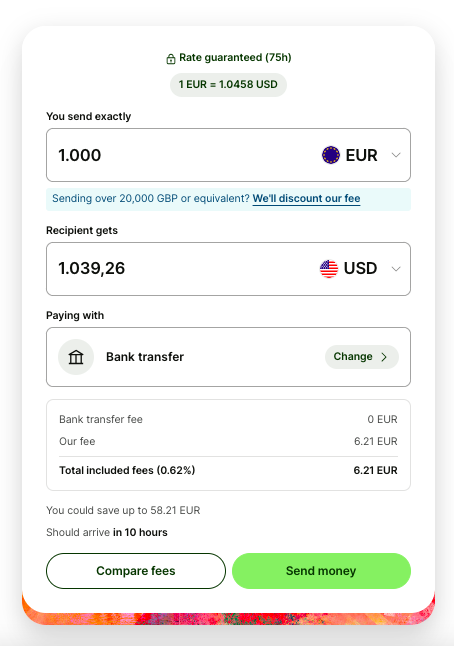 Rate guaranteed (75h)
1 EUR = 1.0458 USD
You send exactly
1.000 EUR
Sending over 20,000 GBP or equivalent? We'll discount our fee
Recipient gets
1.039,26 USD
Paying with
Bank transfer Change
Bank transfer fee 0 EUR
Our fee 6.21 EUR
Total included fees (0.62%) 6.21 EUR
You could save up to 58.21 EUR
Should arrive in 10 hours
Compare fees Send money